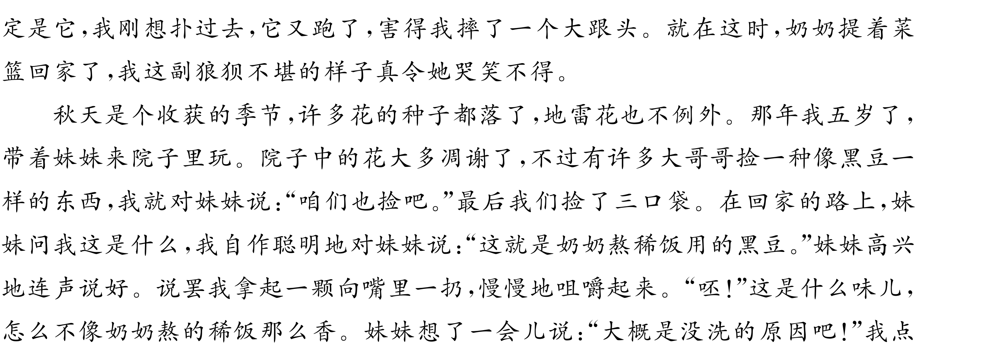 定是它，我刚想扑过去，它又跑了，害得我摔了一个大跟头。就在这时，奶奶提着菜
篮回家了，我这副狼狈不堪的样子真令她哭笑不得。
秋天是个收获的季节，许多花的种子都落了，地雷花也不例外。那年我五岁了，
带着妹妹来院子里玩。院子中的花大多凋谢了，不过有许多大哥哥捡一种像黑豆一
样的东西，我就对妹妹说：“咱们也捡吧。”最后我们捡了三口袋。在回家的路上，妹
妹问我这是什么，我自作聪明地对妹妹说：“这就是奶奶熬稀饭用的黑豆。”妹妹高兴
地连声说好。说罢我拿起一颗向嘴里一扔，慢慢地咀嚼起来。“呸！”这是什么味儿，
怎么不像奶奶熬的稀饭那么香。妹妹想了一会儿说：“大概是没洗的原因吧！”我点